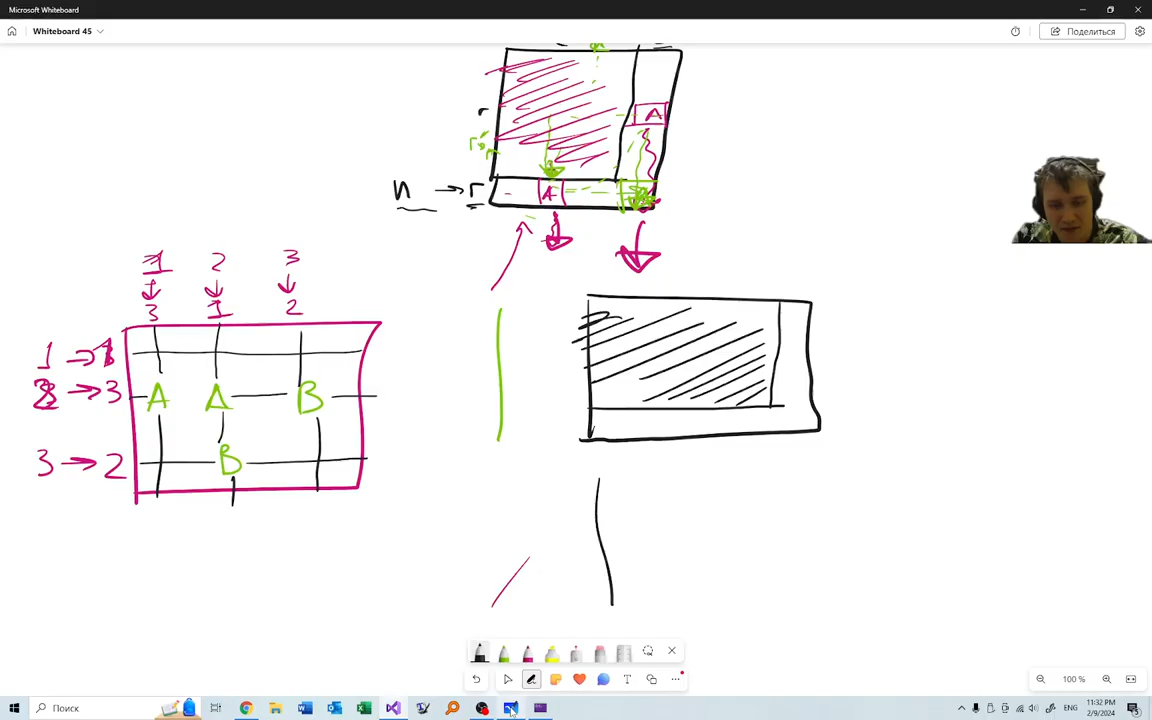 Microsoft Whiteboard
Whiteboard 45
Поделиться
r
A
n → r
A
1 2 3
3 1 2
1 → 1
2 → 3
A A B
3 → 2
B
100 %
Поиск
ENG
11:32 PM
2/9/2024